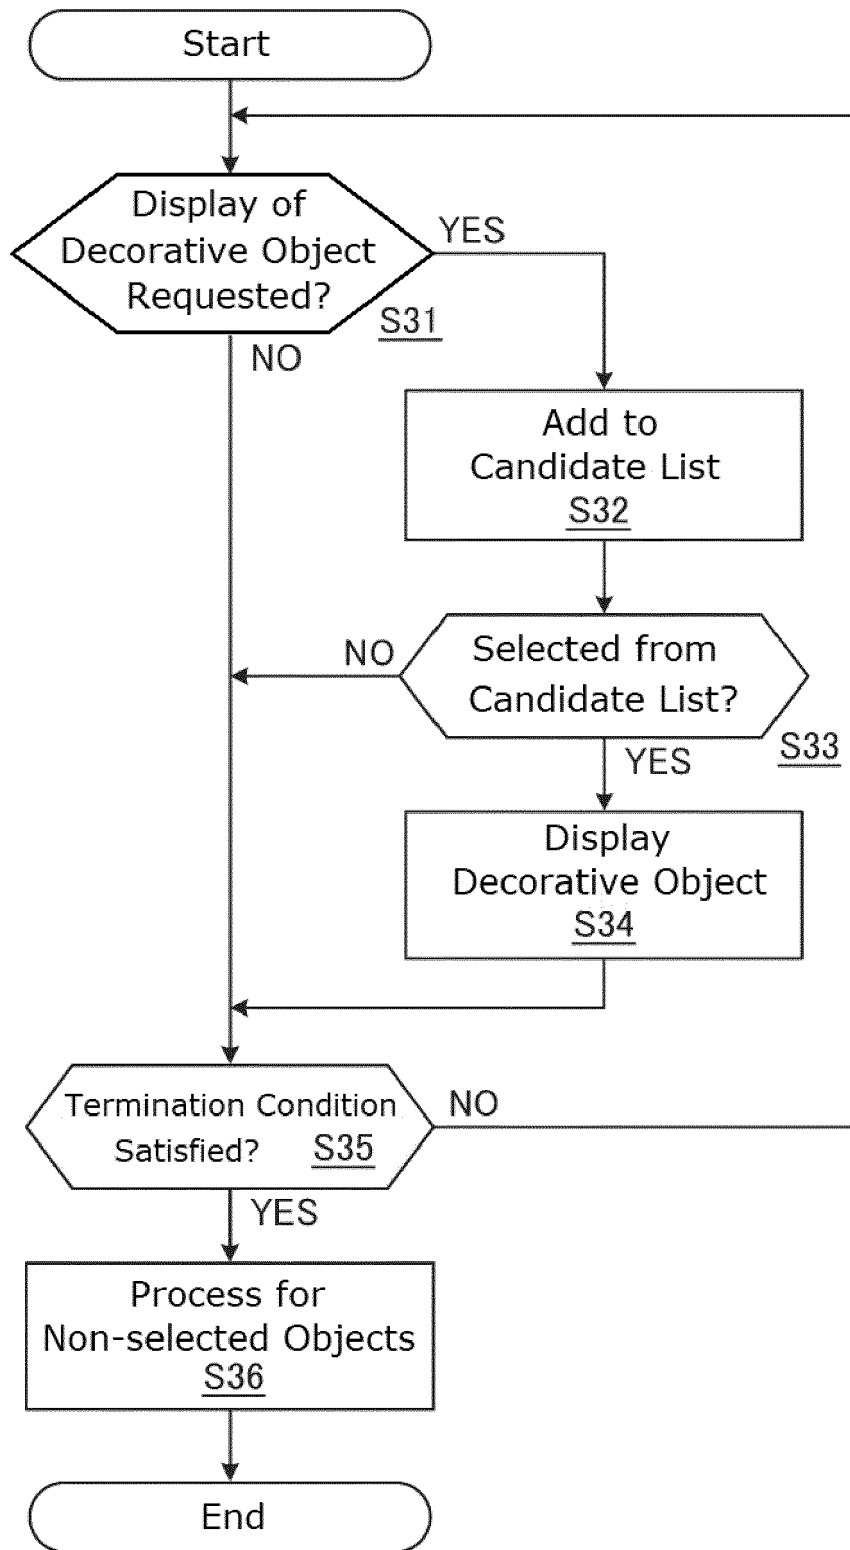 Start
Display of
Decorative Object
Requested?
YES
S31
NO
Add to
Candidate List
S32
NO
Selected from
Candidate List?
S33
YES
Display
Decorative Object
S34
Termination Condition
Satisfied?
S35
NO
YES
Process for
Non-selected Objects
S36
End